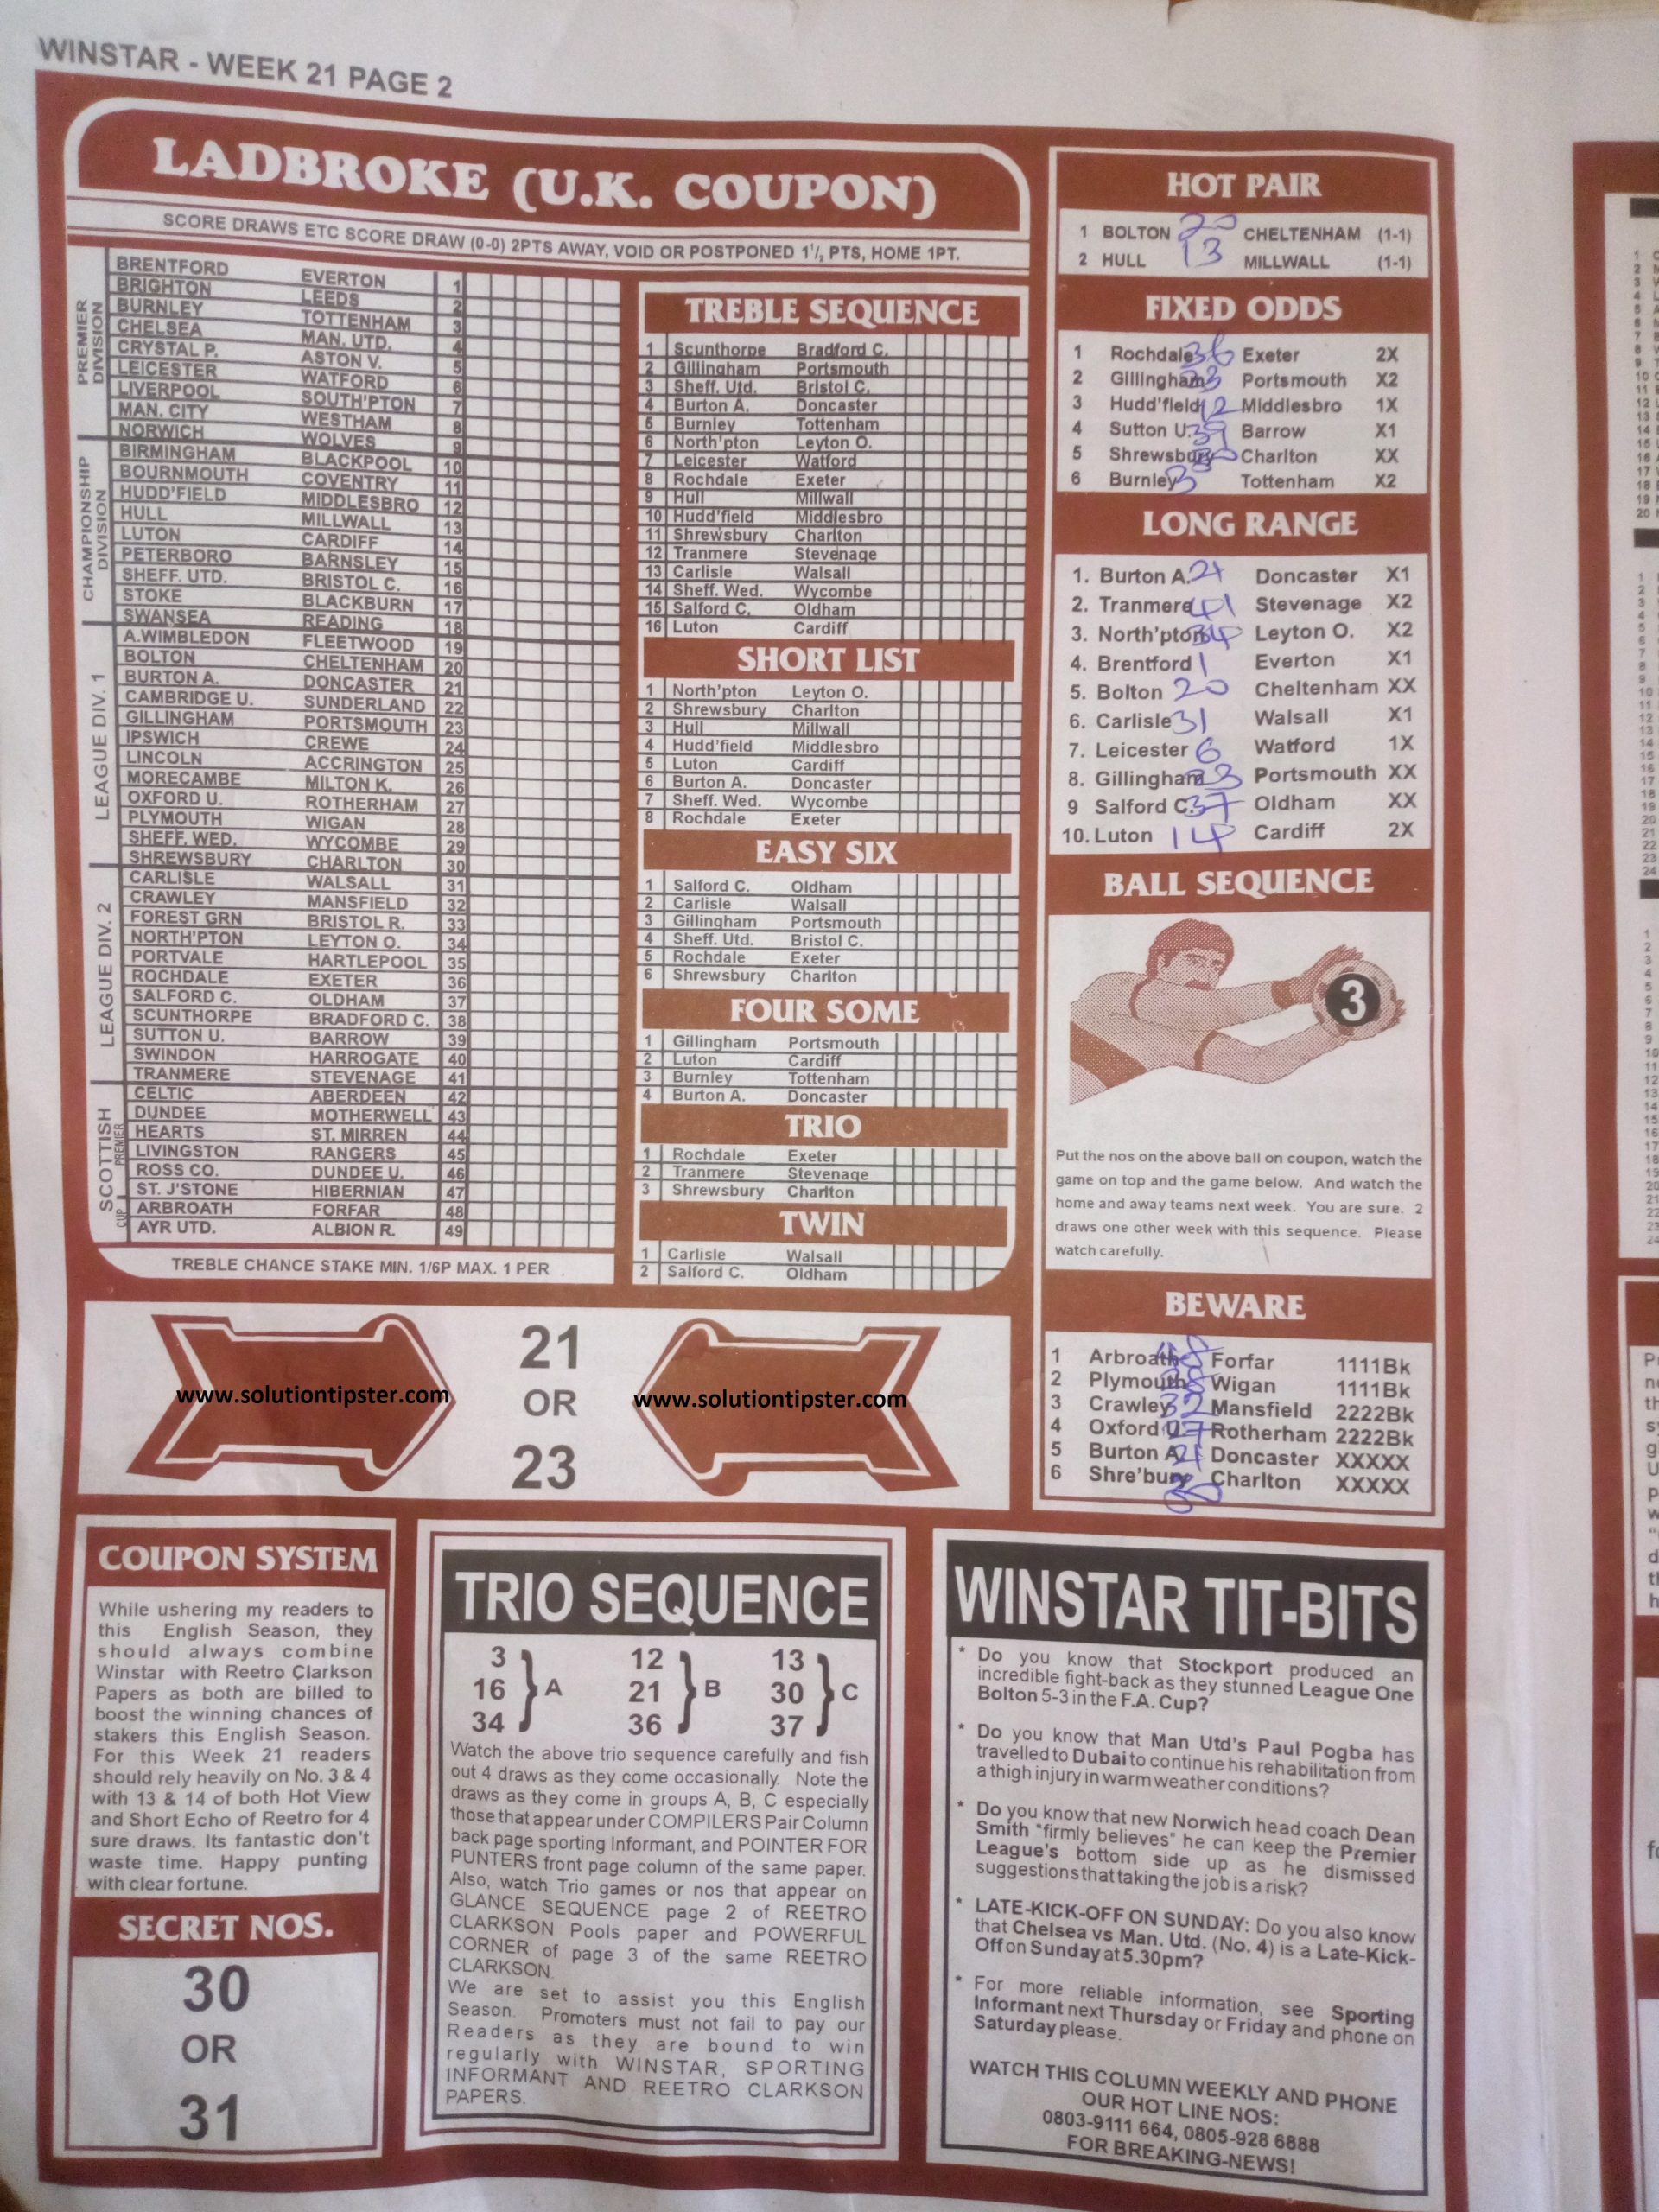 WINSTAR - WEEK 21 PAGE 2
LADBROKE (U.K. COUPON)
SCORE DRAWS ETC SCORE DRAW (0-0) 2PTS AWAY, VOID OR POSTPONED 1½ PTS, HOME 1PT.
PREMIER DIVISION
BRENTFORD EVERTON 1
BRIGHTON LEEDS 2
BURNLEY TOTTENHAM 3
CHELSEA MAN. UTD. 4
CRYSTAL P. ASTON V. 5
LEICESTER WATFORD 6
LIVERPOOL SOUTH'PTON 7
MAN. CITY WESTHAM 8
NORWICH WOLVES 9
CHAMPIONSHIP DIVISION
BIRMINGHAM BLACKPOOL 10
BOURNMOUTH COVENTRY 11
HUDD'FIELD MIDDLESBRO 12
HULL MILLWALL 13
LUTON CARDIFF 14
PETERBORO BARNSLEY 15
SHEFF. UTD. BRISTOL C. 16
STOKE BLACKBURN 17
SWANSEA READING 18
LEAGUE DIV. 1
A.WIMBLEDON FLEETWOOD 19
BOLTON CHELTENHAM 20
BURTON A. DONCASTER 21
CAMBRIDGE U. SUNDERLAND 22
GILLINGHAM PORTSMOUTH 23
IPSWICH CREWE 24
LINCOLN ACCRINGTON 25
MORECAMBE MILTON K. 26
OXFORD U. ROTHERHAM 27
PLYMOUTH WIGAN 28
SHEFF. WED. WYCOMBE 29
SHREWSBURY CHARLTON 30
LEAGUE DIV. 2
CARLISLE WALSALL 31
CRAWLEY MANSFIELD 32
FOREST GRN BRISTOL R. 33
NORTH'PTON LEYTON O. 34
PORTVALE HARTLEPOOL 35
ROCHDALE EXETER 36
SALFORD C. OLDHAM 37
SCUNTHORPE BRADFORD C. 38
SUTTON U. BARROW 39
SWINDON HARROGATE 40
TRANMERE STEVENAGE 41
SCOTTISH PREMIER
CELTIC ABERDEEN 42
DUNDEE MOTHERWELL 43
HEARTS ST. MIRREN 44
LIVINGSTON RANGERS 45
ROSS CO. DUNDEE U. 46
ST. J'STONE HIBERNIAN 47
CUP
ARBROATH FORFAR 48
AYR UTD. ALBION R. 49
TREBLE CHANCE STAKE MIN. 1/6P MAX. 1 PER
TREBLE SEQUENCE
1 Scunthorpe Bradford C.
2 Gillingham Portsmouth
3 Sheff. Utd. Bristol C.
4 Burton A. Doncaster
5 Burnley Tottenham
6 North'pton Leyton O.
7 Leicester Watford
8 Rochdale Exeter
9 Hull Millwall
10 Hudd'field Middlesbro
11 Shrewsbury Charlton
12 Tranmere Stevenage
13 Carlisle Walsall
14 Sheff. Wed. Wycombe
15 Salford C. Oldham
16 Luton Cardiff
SHORT LIST
1 North'pton Leyton O.
2 Shrewsbury Charlton
3 Hull Millwall
4 Hudd'field Middlesbro
5 Luton Cardiff
6 Burton A. Doncaster
7 Sheff. Wed. Wycombe
8 Rochdale Exeter
EASY SIX
1 Salford C. Oldham
2 Carlisle Walsall
3 Gillingham Portsmouth
4 Sheff. Utd. Bristol C.
5 Rochdale Exeter
6 Shrewsbury Charlton
FOUR SOME
1 Gillingham Portsmouth
2 Luton Cardiff
3 Burnley Tottenham
4 Burton A. Doncaster
TRIO
1 Rochdale Exeter
2 Tranmere Stevenage
3 Shrewsbury Charlton
TWIN
1 Carlisle Walsall
2 Salford C. Oldham
HOT PAIR
1 BOLTON 20 CHELTENHAM (1-1)
2 HULL 13 MILLWALL (1-1)
FIXED ODDS
1 Rochdale 36 Exeter 2X
2 Gillingham 23 Portsmouth X2
3 Hudd'field 12 Middlesbro 1X
4 Sutton U. 39 Barrow X1
5 Shrewsbury 30 Charlton XX
6 Burnley 3 Tottenham X2
LONG RANGE
1. Burton A. 21 Doncaster X1
2. Tranmere 41 Stevenage X2
3. North'pton 34 Leyton O. X2
4. Brentford 1 Everton X1
5. Bolton 20 Cheltenham XX
6. Carlisle 31 Walsall X1
7. Leicester 6 Watford 1X
8. Gillingham 23 Portsmouth XX
9 Salford C. 37 Oldham XX
10. Luton 14 Cardiff 2X
BALL SEQUENCE
3
Put the nos on the above ball on coupon, watch the
game on top and the game below. And watch the
home and away teams next week. You are sure. 2
draws one other week with this sequence. Please
watch carefully.
BEWARE
1 Arbroath 48 Forfar 1111Bk
2 Plymouth 28 Wigan 1111Bk
3 Crawley 32 Mansfield 2222Bk
4 Oxford U. 27 Rotherham 2222Bk
5 Burton A. 21 Doncaster XXXXX
6 Shre'bury 30 Charlton XXXXX
www.solutiontipster.com
21
OR
23
www.solutiontipster.com
COUPON SYSTEM
While ushering my readers to
this English Season, they
should always combine
Winstar with Reetro Clarkson
Papers as both are billed to
boost the winning chances of
stakers this English Season.
For this Week 21 readers
should rely heavily on No. 3 & 4
with 13 & 14 of both Hot View
and Short Echo of Reetro for 4
sure draws. Its fantastic don't
waste time. Happy punting
with clear fortune.
SECRET NOS.
30
OR
31
TRIO SEQUENCE
3 12 13
16 A 21 B 30 C
34 36 37
Watch the above trio sequence carefully and fish
out 4 draws as they come occasionally. Note the
draws as they come in groups A, B, C especially
those that appear under COMPILERS Pair Column
back page sporting Informant, and POINTER FOR
PUNTERS front page column of the same paper.
Also, watch Trio games or nos that appear on
GLANCE SEQUENCE page 2 of REETRO
CLARKSON Pools paper and POWERFUL
CORNER of page 3 of the same REETRO
CLARKSON.
We are set to assist you this English
Season. Promoters must not fail to pay our
Readers as they are bound to win
regularly with WINSTAR, SPORTING
INFORMANT AND REETRO CLARKSON
PAPERS.
WINSTAR TIT-BITS
* Do you know that Stockport produced an
incredible fight-back as they stunned League One
Bolton 5-3 in the F.A. Cup?
* Do you know that Man Utd's Paul Pogba has
travelled to Dubai to continue his rehabilitation from
a thigh injury in warm weather conditions?
* Do you know that new Norwich head coach Dean
Smith "firmly believes" he can keep the Premier
League's bottom side up as he dismissed
suggestions that taking the job is a risk?
* LATE-KICK-OFF ON SUNDAY: Do you also know
that Chelsea vs Man. Utd. (No. 4) is a Late-Kick-
Off on Sunday at 5.30pm?
* For more reliable information, see Sporting
Informant next Thursday or Friday and phone on
Saturday please.
WATCH THIS COLUMN WEEKLY AND PHONE
OUR HOT LINE NOS:
0803-9111 664, 0805-928 6888
FOR BREAKING-NEWS!